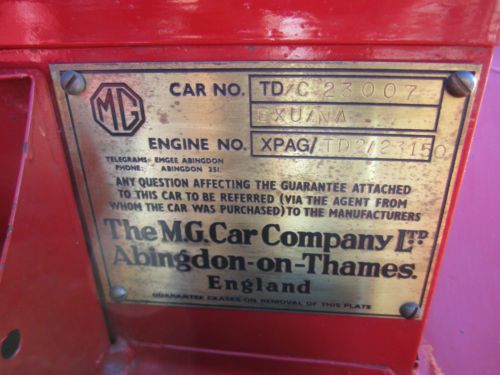 MG
CAR NO. TD/C 23007
EXU/NA
ENGINE NO. XPAG/TD2/23150
TELEGRAMS: EMGEE ABINGDON
PHONE: ABINGDON 251.
ANY QUESTION AFFECTING THE GUARANTEE ATTACHED
TO THIS CAR TO BE REFERRED (VIA THE AGENT FROM
WHOM THE CAR WAS PURCHASED) TO THE MANUFACTURERS
The M.G. Car Company LTD.
Abingdon-on-Thames.
England
GUARANTEE CEASES ON REMOVAL OF THIS PLATE